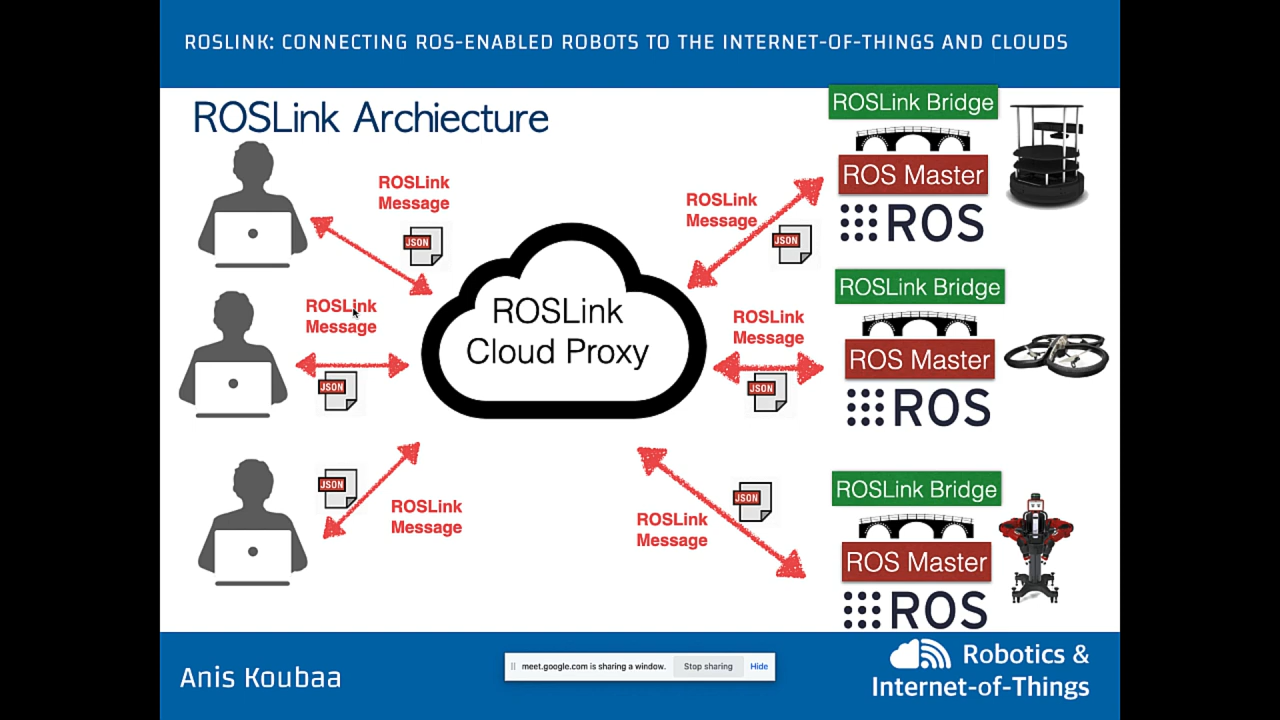 ROSLINK: CONNECTING ROS-ENABLED ROBOTS TO THE INTERNET-OF-THINGS AND CLOUDS
ROSLink Archiecture
ROSLink
Message
JSON
ROSLink
Message
JSON
JSON
ROSLink
Message
ROSLink
Cloud Proxy
ROSLink
Message
JSON
ROSLink
Message
JSON
JSON
ROSLink
Message
ROSLink Bridge
ROS Master
ROS
ROSLink Bridge
ROS Master
ROS
ROSLink Bridge
ROS Master
ROS
Anis Koubaa
meet.google.com is sharing a window. Stop sharing Hide
Robotics &
Internet-of-Things